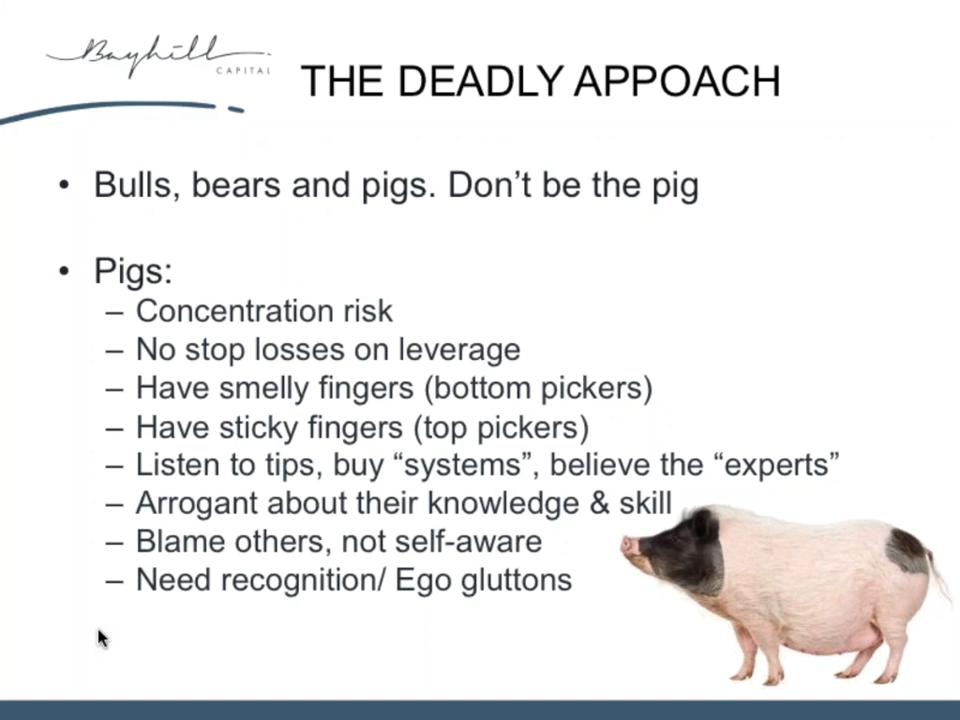 Bayhill
CAPITAL
THE DEADLY APPOACH
• Bulls, bears and pigs. Don’t be the pig
• Pigs:
– Concentration risk
– No stop losses on leverage
– Have smelly fingers (bottom pickers)
– Have sticky fingers (top pickers)
– Listen to tips, buy “systems”, believe the “experts”
– Arrogant about their knowledge & skill
– Blame others, not self-aware
– Need recognition/ Ego gluttons